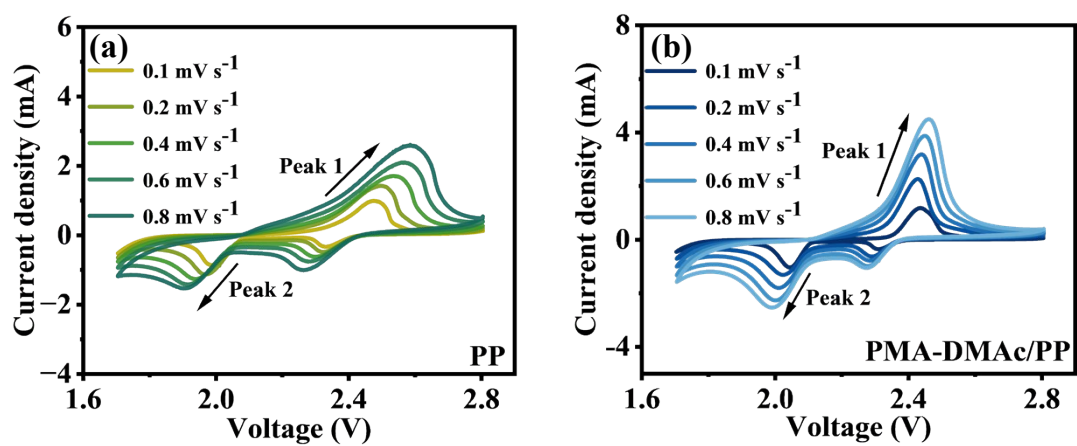 (a)
6
4
2
0
−2
−4
Current density (mA)
0.1 mV s⁻¹
0.2 mV s⁻¹
0.4 mV s⁻¹
0.6 mV s⁻¹
0.8 mV s⁻¹
Peak 1
Peak 2
PP
1.6 2.0 2.4 2.8
Voltage (V)
(b)
8
4
0
-4
Current density (mA)
0.1 mV s⁻¹
0.2 mV s⁻¹
0.4 mV s⁻¹
0.6 mV s⁻¹
0.8 mV s⁻¹
Peak 1
Peak 2
PMA-DMAc/PP
1.6 2.0 2.4 2.8
Voltage (V)